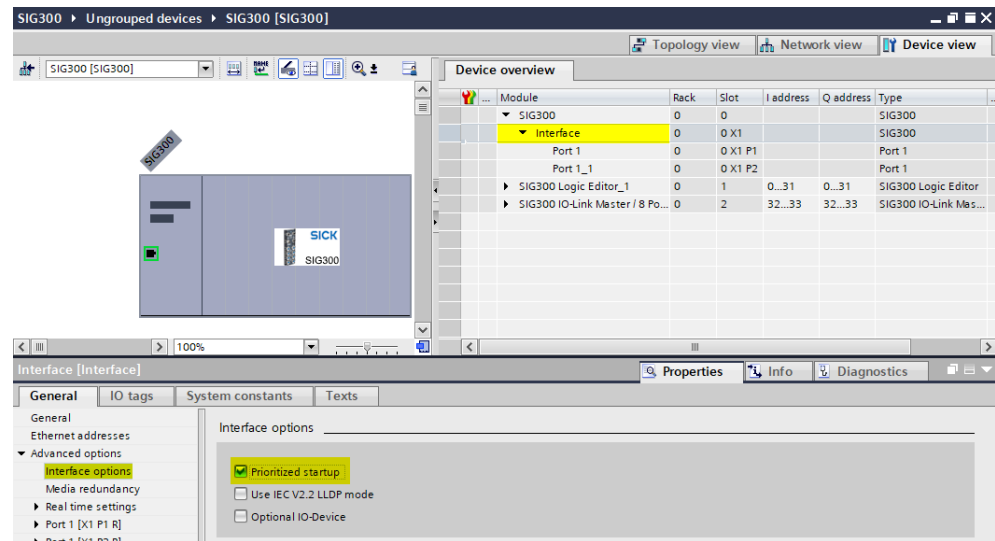 SIG300 ▸ Ungrouped devices ▸ SIG300 [SIG300]
Topology view Network view Device view
SIG300 [SIG300]
Device overview
... Module Rack Slot I address Q address Type ...
SIG300 0 0 SIG300
Interface 0 0 X1 SIG300
Port 1 0 0 X1 P1 Port 1
Port 1_1 0 0 X1 P2 Port 1
SIG300 Logic Editor_1 0 1 0...31 0...31 SIG300 Logic Editor
SIG300 IO-Link Master / 8 Po... 0 2 32...33 32...33 SIG300 IO-Link Mas...
SIG300
SICK
SIG300
100%
Interface [Interface]
Properties Info Diagnostics
General IO tags System constants Texts
General
Ethernet addresses
Advanced options
Interface options
Media redundancy
Real time settings
Port 1 [X1 P1 R]
Port 1 [X1 P2 R]
Interface options
Prioritized startup
Use IEC V2.2 LLDP mode
Optional IO-Device